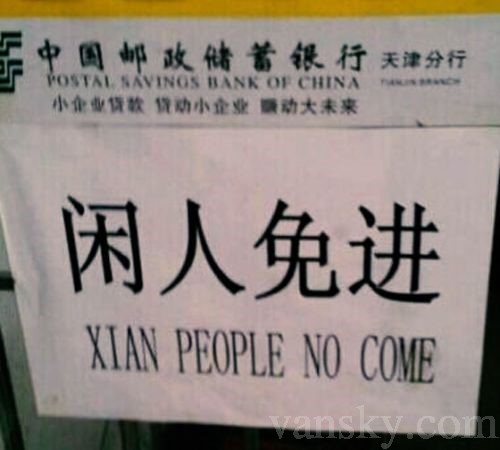 中国邮政储蓄银行 天津分行
POSTAL SAVINGS BANK OF CHINA TIANJIN BRANCH
小企业贷款 贷动小企业 赚动大未来
闲人免进
XIAN PEOPLE NO COME
vansky.com